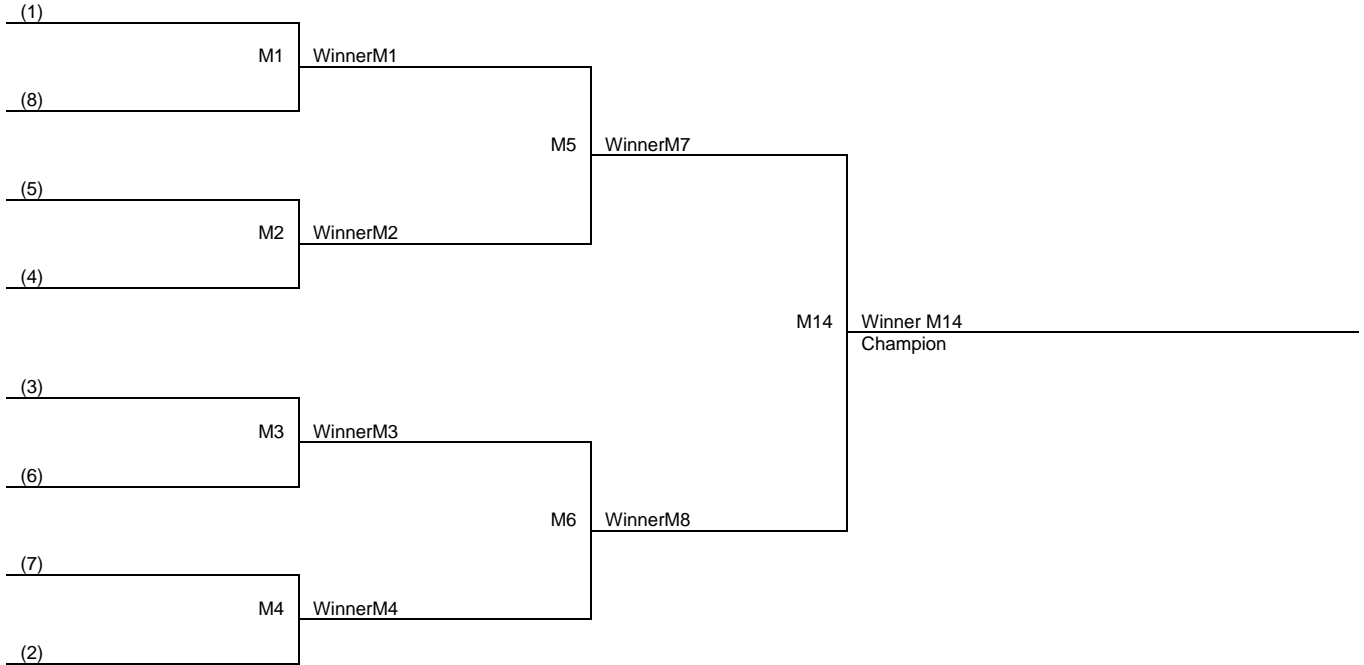 (1)
M1 WinnerM1
(8)
M5 WinnerM7
(5)
M2 WinnerM2
(4)
M14 Winner M14
Champion
(3)
M3 WinnerM3
(6)
M6 WinnerM8
(7)
M4 WinnerM4
(2)